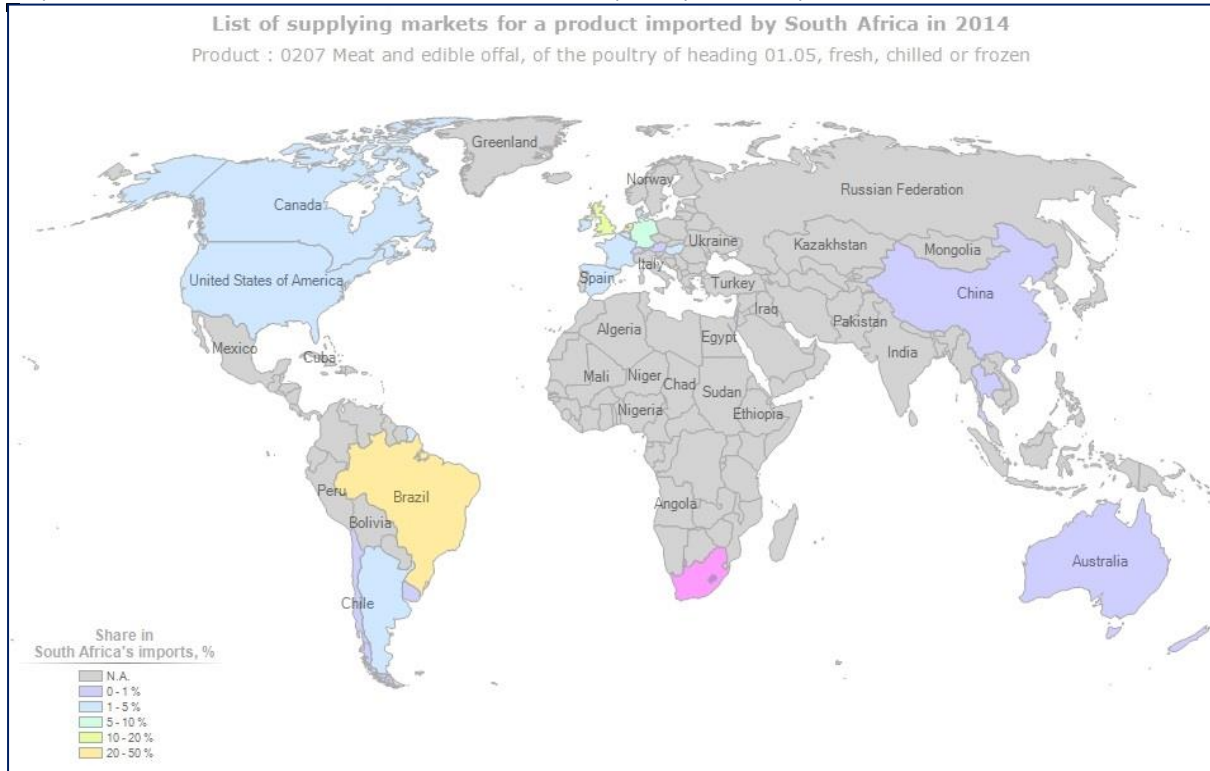 List of supplying markets for a product imported by South Africa in 2014
Product : 0207 Meat and edible offal, of the poultry of heading 01.05, fresh, chilled or frozen
Greenland
Norway
Russian Federation
Canada
Ukraine
Kazakhstan
Mongolia
Italy
Spain
Turkey
United States of America
China
Iraq
Algeria
Egypt
Pakistan
Mexico
India
Cuba
Mali
Niger
Chad
Sudan
Nigeria
Ethiopia
Peru
Brazil
Angola
Bolivia
Australia
Chile
Share in
South Africa's imports, %
N.A.
0 - 1 %
1 - 5 %
5 - 10 %
10 - 20 %
20 - 50 %